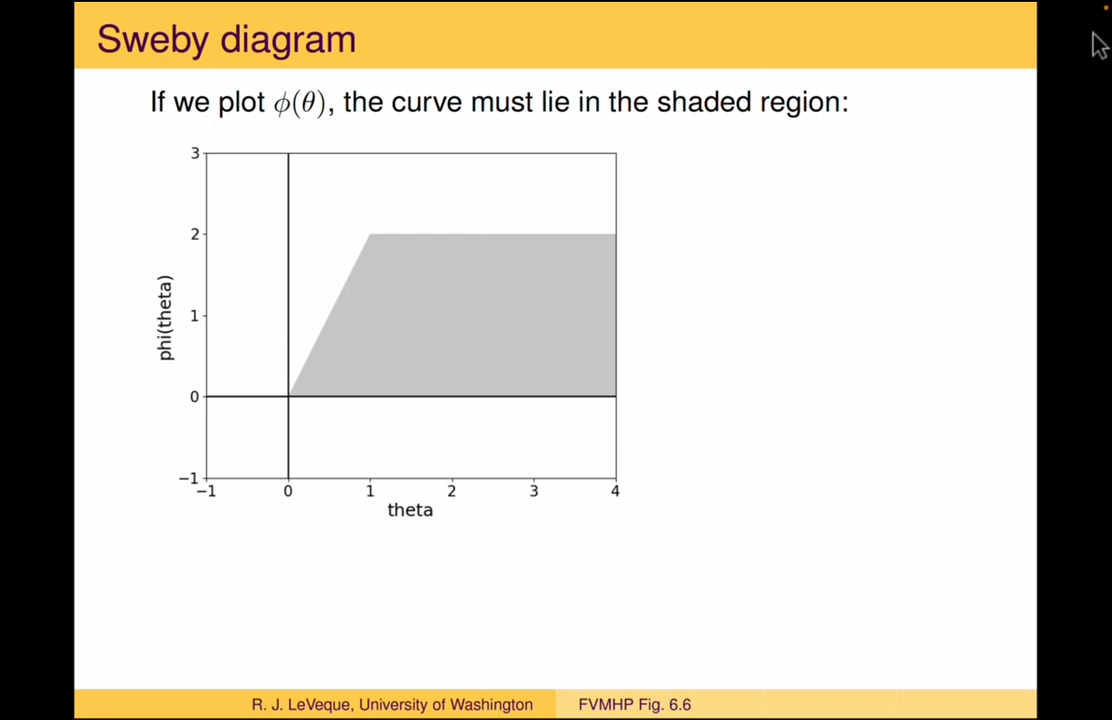 Sweby diagram
If we plot ϕ(θ), the curve must lie in the shaded region:
3
2
1
0
−1
phi(theta)
−1 0 1 2 3 4
theta
R. J. LeVeque, University of Washington FVMHP Fig. 6.6